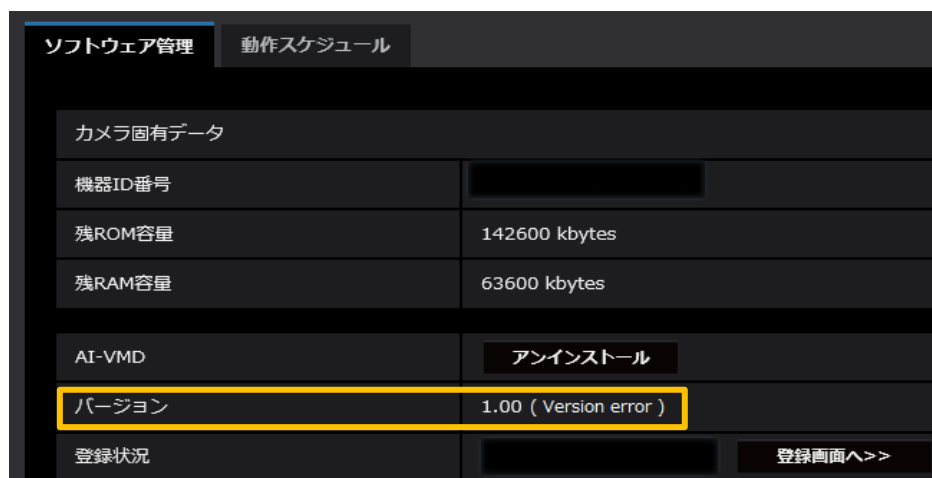 ソフトウェア管理 動作スケジュール
カメラ固有データ
機器ID番号
残ROM容量 142600 kbytes
残RAM容量 63600 kbytes
AI-VMD アンインストール
バージョン 1.00 ( Version error )
登録状況 登録画面へ>>